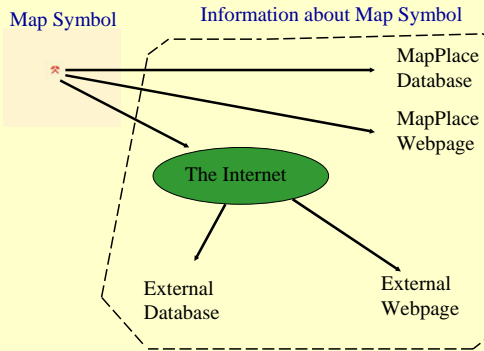 Map Symbol
Information about Map Symbol
MapPlace
Database
MapPlace
Webpage
The Internet
External
Database
External
Webpage